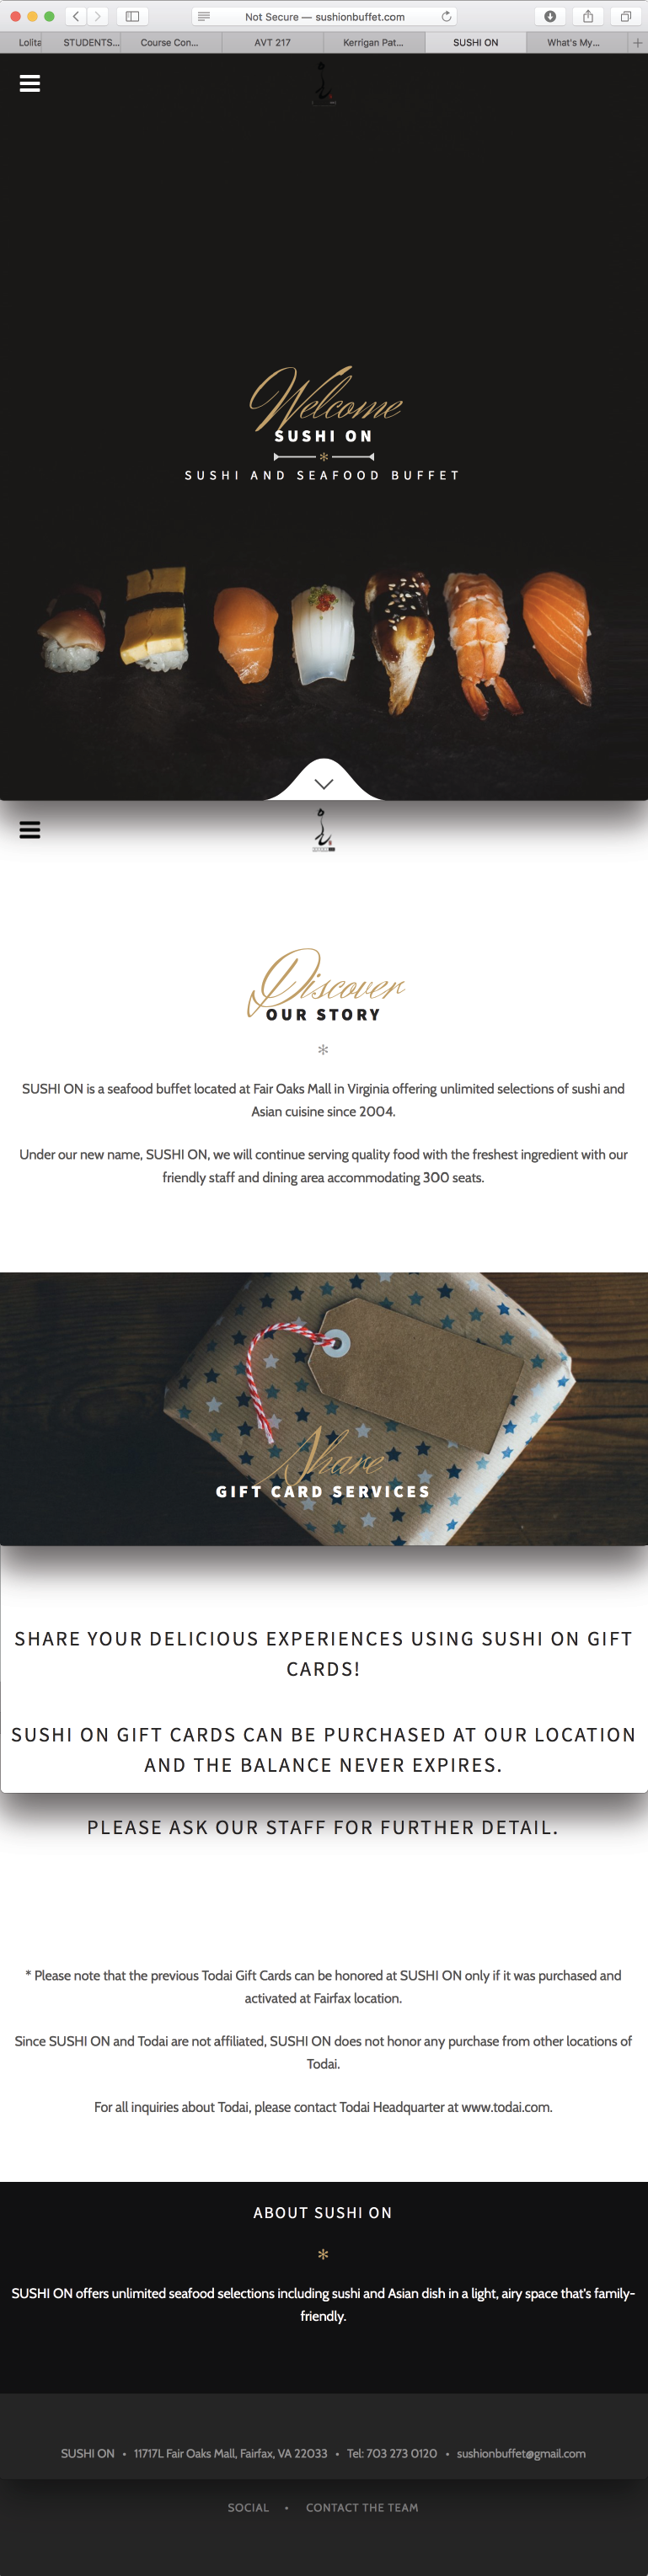 Not Secure — sushionbuffet.com
Lolita STUDENTS... Course Con... AVT 217 Kerrigan Pat... SUSHI ON What's My...
Welcome
SUSHI ON
SUSHI AND SEAFOOD BUFFET
Discover
OUR STORY
SUSHI ON is a seafood buffet located at Fair Oaks Mall in Virginia offering unlimited selections of sushi and
Asian cuisine since 2004.
Under our new name, SUSHI ON, we will continue serving quality food with the freshest ingredient with our
friendly staff and dining area accommodating 300 seats.
Share
GIFT CARD SERVICES
SHARE YOUR DELICIOUS EXPERIENCES USING SUSHI ON GIFT
CARDS!
SUSHI ON GIFT CARDS CAN BE PURCHASED AT OUR LOCATION
AND THE BALANCE NEVER EXPIRES.
PLEASE ASK OUR STAFF FOR FURTHER DETAIL.
* Please note that the previous Todai Gift Cards can be honored at SUSHI ON only if it was purchased and
activated at Fairfax location.
Since SUSHI ON and Todai are not affiliated, SUSHI ON does not honor any purchase from other locations of
Todai.
For all inquiries about Todai, please contact Todai Headquarter at www.todai.com.
ABOUT SUSHI ON
SUSHI ON offers unlimited seafood selections including sushi and Asian dish in a light, airy space that's family-
friendly.
SUSHI ON • 11717L Fair Oaks Mall, Fairfax, VA 22033 • Tel: 703 273 0120 • sushionbuffet@gmail.com
SOCIAL • CONTACT THE TEAM